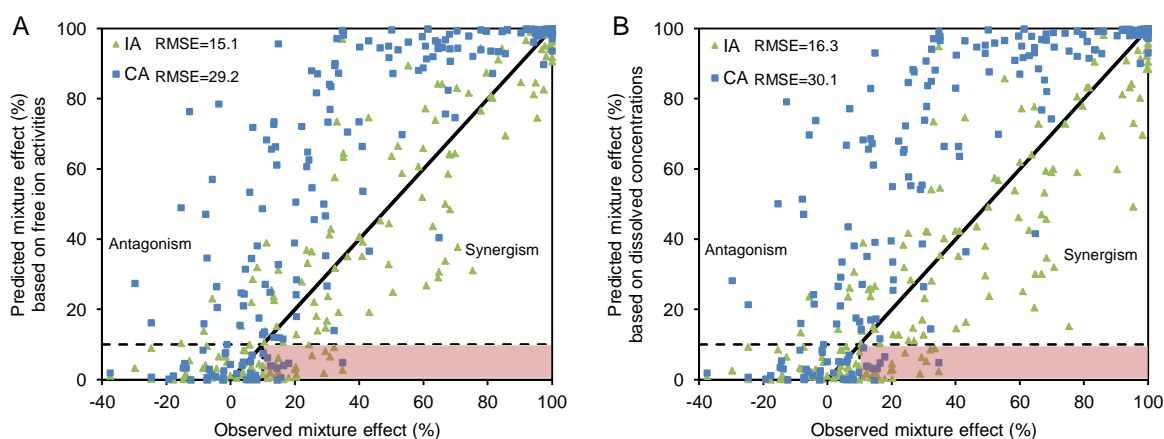 A
Predicted mixture effect (%)
based on free ion activities
100
80
60
40
20
0
IA RMSE=15.1
CA RMSE=29.2
Antagonism
Synergism
-40 -20 0 20 40 60 80 100
Observed mixture effect (%)
B
Predicted mixture effect (%)
based on dissolved concentrations
100
80
60
40
20
0
IA RMSE=16.3
CA RMSE=30.1
Antagonism
Synergism
-40 -20 0 20 40 60 80 100
Observed mixture effect (%)